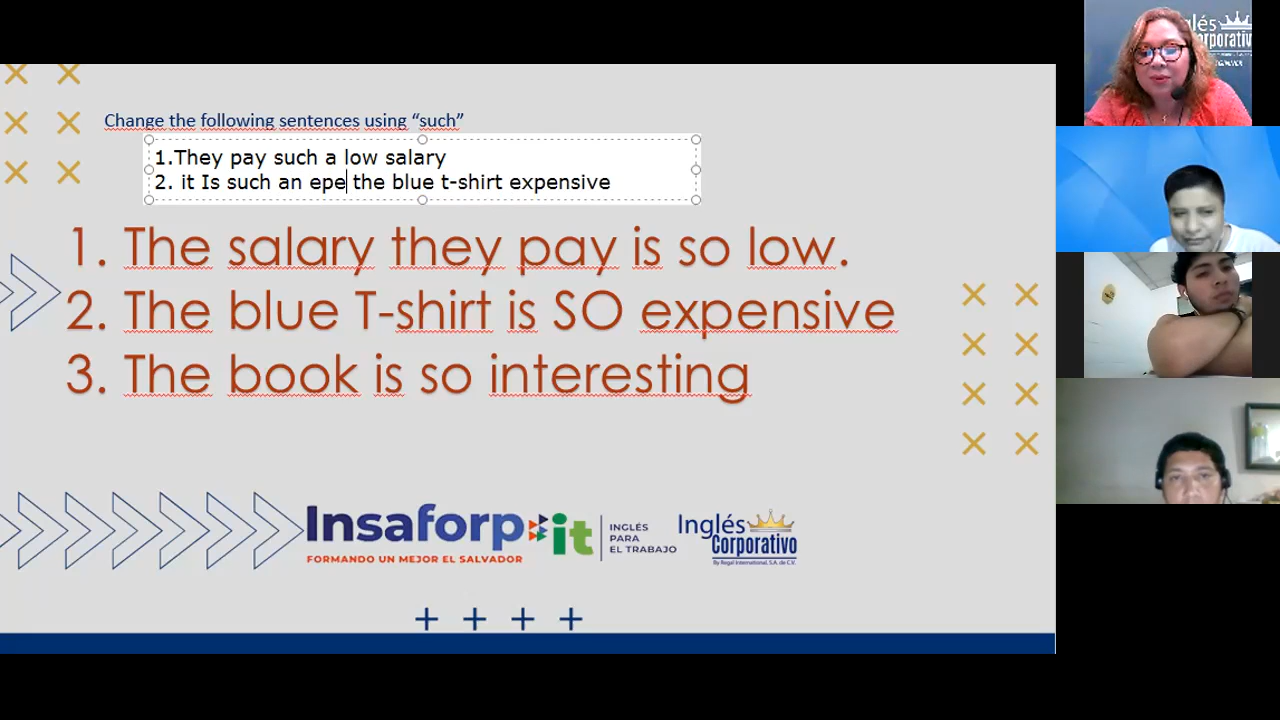 Change the following sentences using “such”
1.They pay such a low salary
2. it Is such an epe the blue t-shirt expensive
1. The salary they pay is so low.
2. The blue T-shirt is SO expensive
3. The book is so interesting
Insaforp
FORMANDO UN MEJOR EL SALVADOR
it
INGLÉS
PARA
EL TRABAJO
Inglés
Corporativo
By Regal International, S.A. de C.V.
glés
orporativo